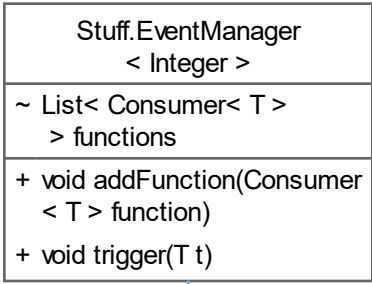 Stuff.EventManager
< Integer >
~ List< Consumer< T >
> functions
+ void addFunction(Consumer
< T > function)
+ void trigger(T t)